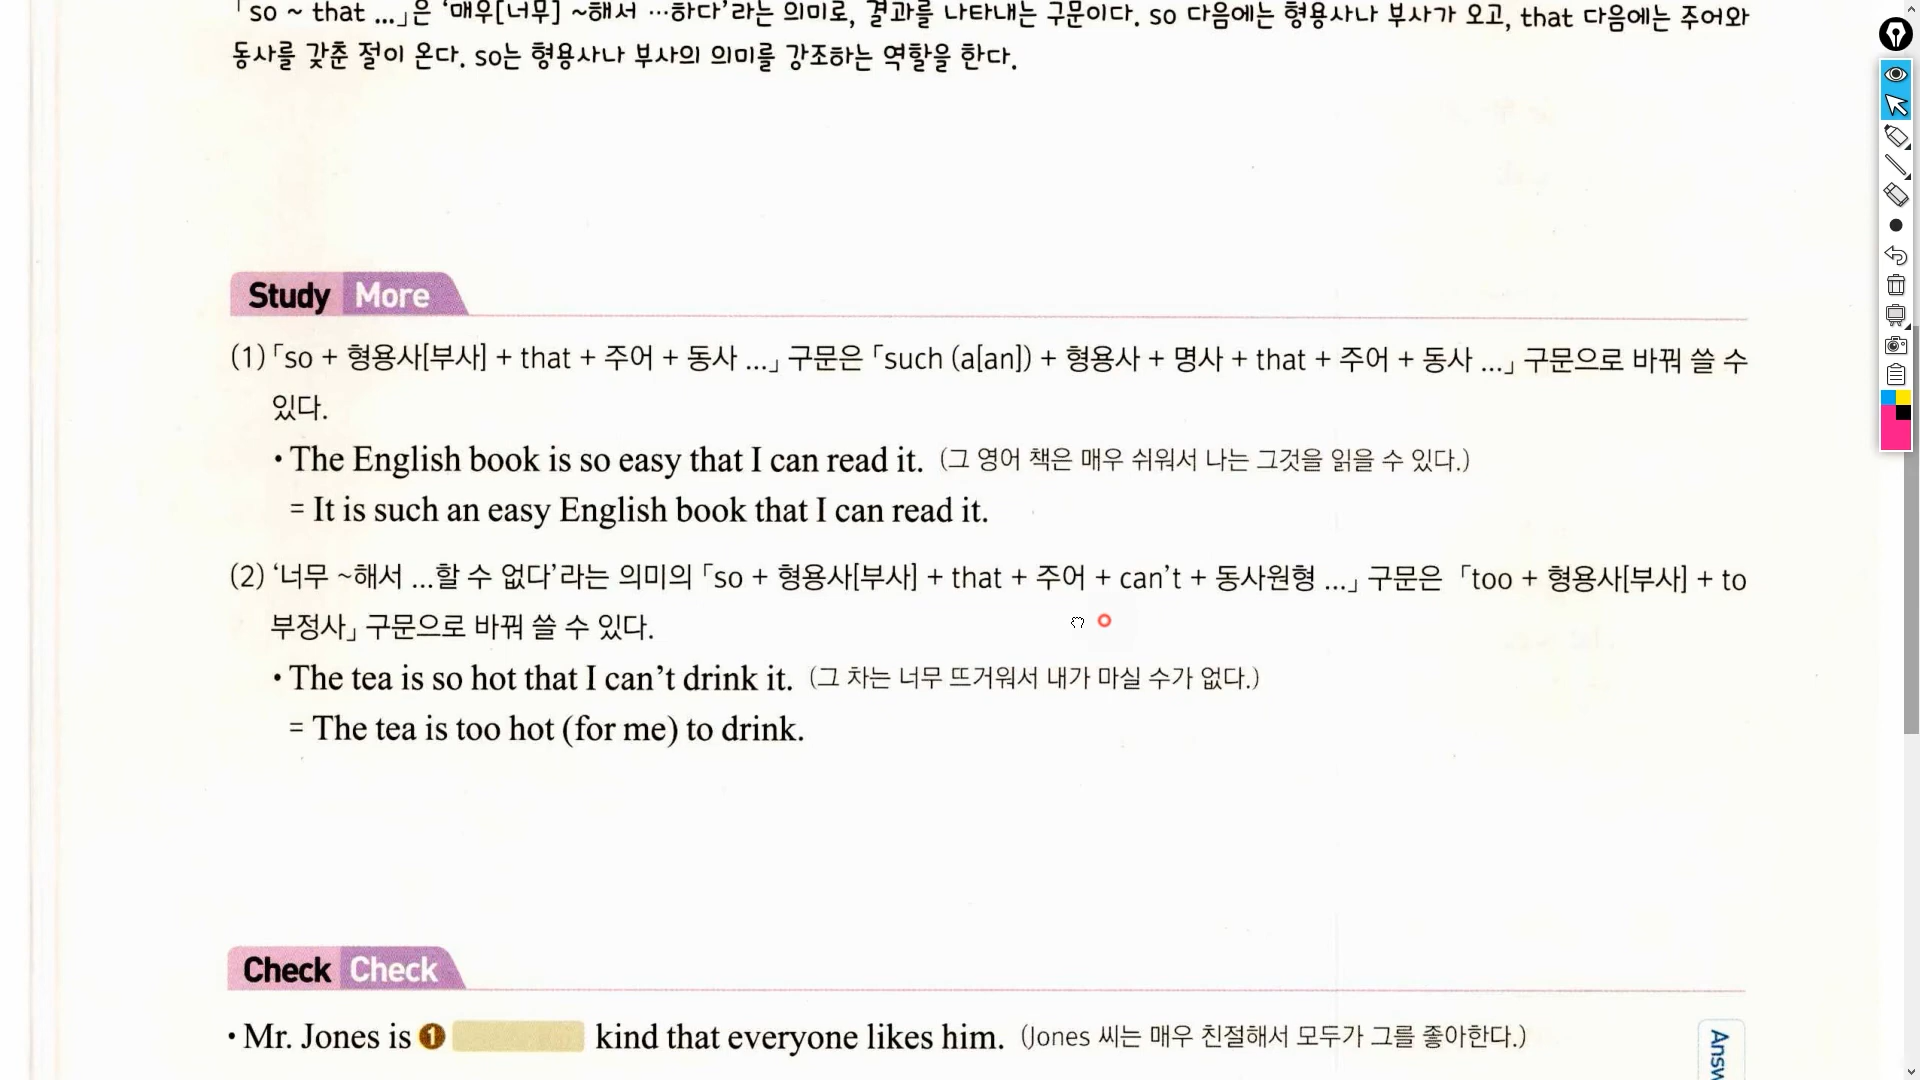 「so ~ that ...」은 ‘매우[너무] ~해서 …하다’라는 의미로, 결과를 나타내는 구문이다. so 다음에는 형용사나 부사가 오고, that 다음에는 주어와
동사를 갖춘 절이 온다. so는 형용사나 부사의 의미를 강조하는 역할을 한다.
Study More
(1) 「so + 형용사[부사] + that + 주어 + 동사 ...」 구문은 「such (a[an]) + 형용사 + 명사 + that + 주어 + 동사 ...」 구문으로 바꿔 쓸 수
있다.
• The English book is so easy that I can read it. (그 영어 책은 매우 쉬워서 나는 그것을 읽을 수 있다.)
= It is such an easy English book that I can read it.
(2) ‘너무 ~해서 ...할 수 없다’라는 의미의 「so + 형용사[부사] + that + 주어 + can’t + 동사원형 ...」 구문은 「too + 형용사[부사] + to
부정사」 구문으로 바꿔 쓸 수 있다.
• The tea is so hot that I can’t drink it. (그 차는 너무 뜨거워서 내가 마실 수가 없다.)
= The tea is too hot (for me) to drink.
Check Check
• Mr. Jones is ❶ kind that everyone likes him. (Jones 씨는 매우 친절해서 모두가 그를 좋아한다.)